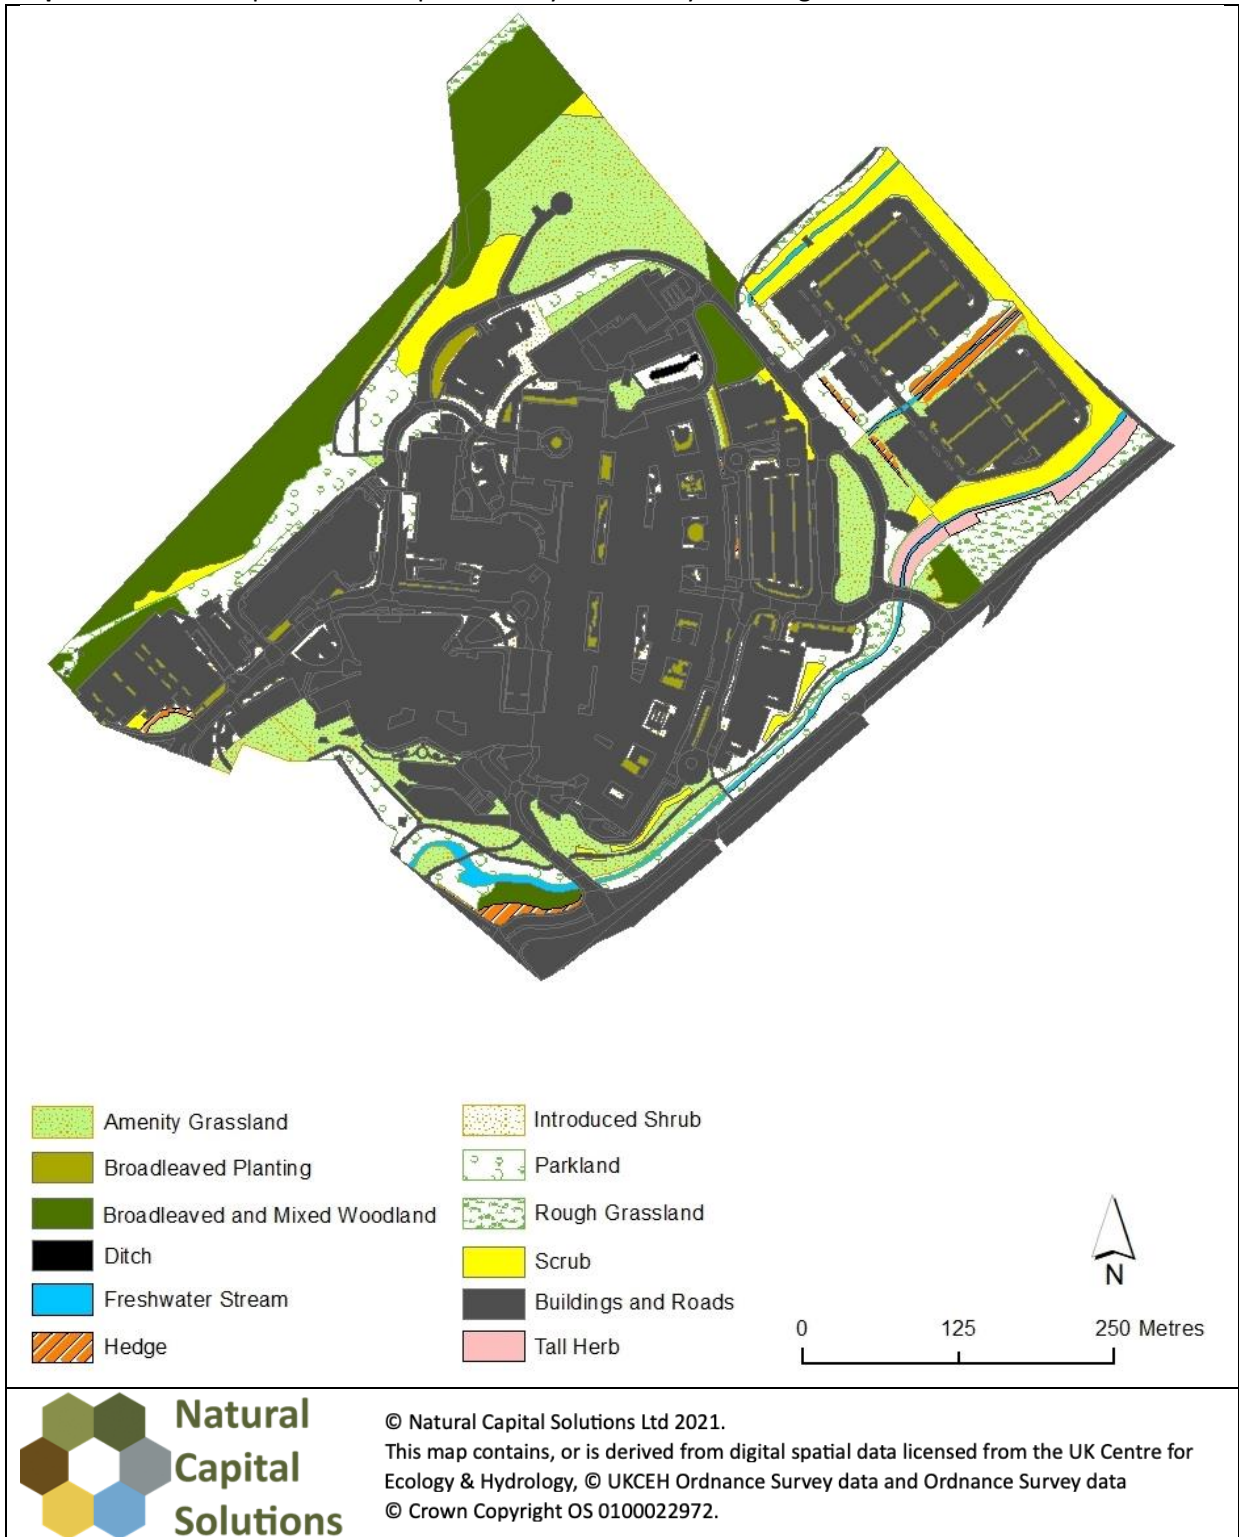 Amenity Grassland
Broadleaved Planting
Broadleaved and Mixed Woodland
Ditch
Freshwater Stream
Hedge
Introduced Shrub
Parkland
Rough Grassland
Scrub
Buildings and Roads
Tall Herb
N
0 125 250 Metres
Natural
Capital
Solutions
© Natural Capital Solutions Ltd 2021.
This map contains, or is derived from digital spatial data licensed from the UK Centre for
Ecology & Hydrology, © UKCEH Ordnance Survey data and Ordnance Survey data
© Crown Copyright OS 0100022972.